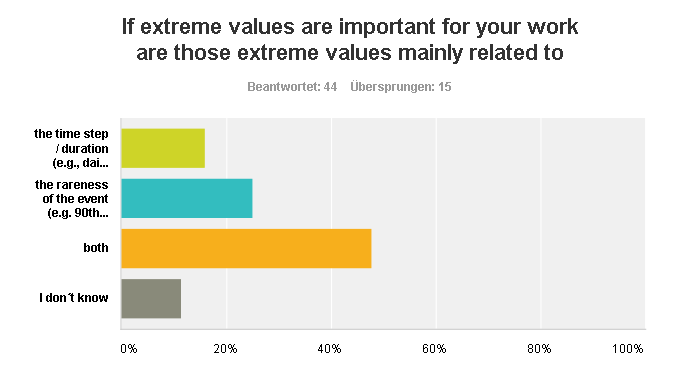 If extreme values are important for your work
are those extreme values mainly related to
Beantwortet: 44 Übersprungen: 15
the time step
/ duration
(e.g., dai...
the rareness
of the event
(e.g. 90th...
both
I don´t know
0% 20% 40% 60% 80% 100%